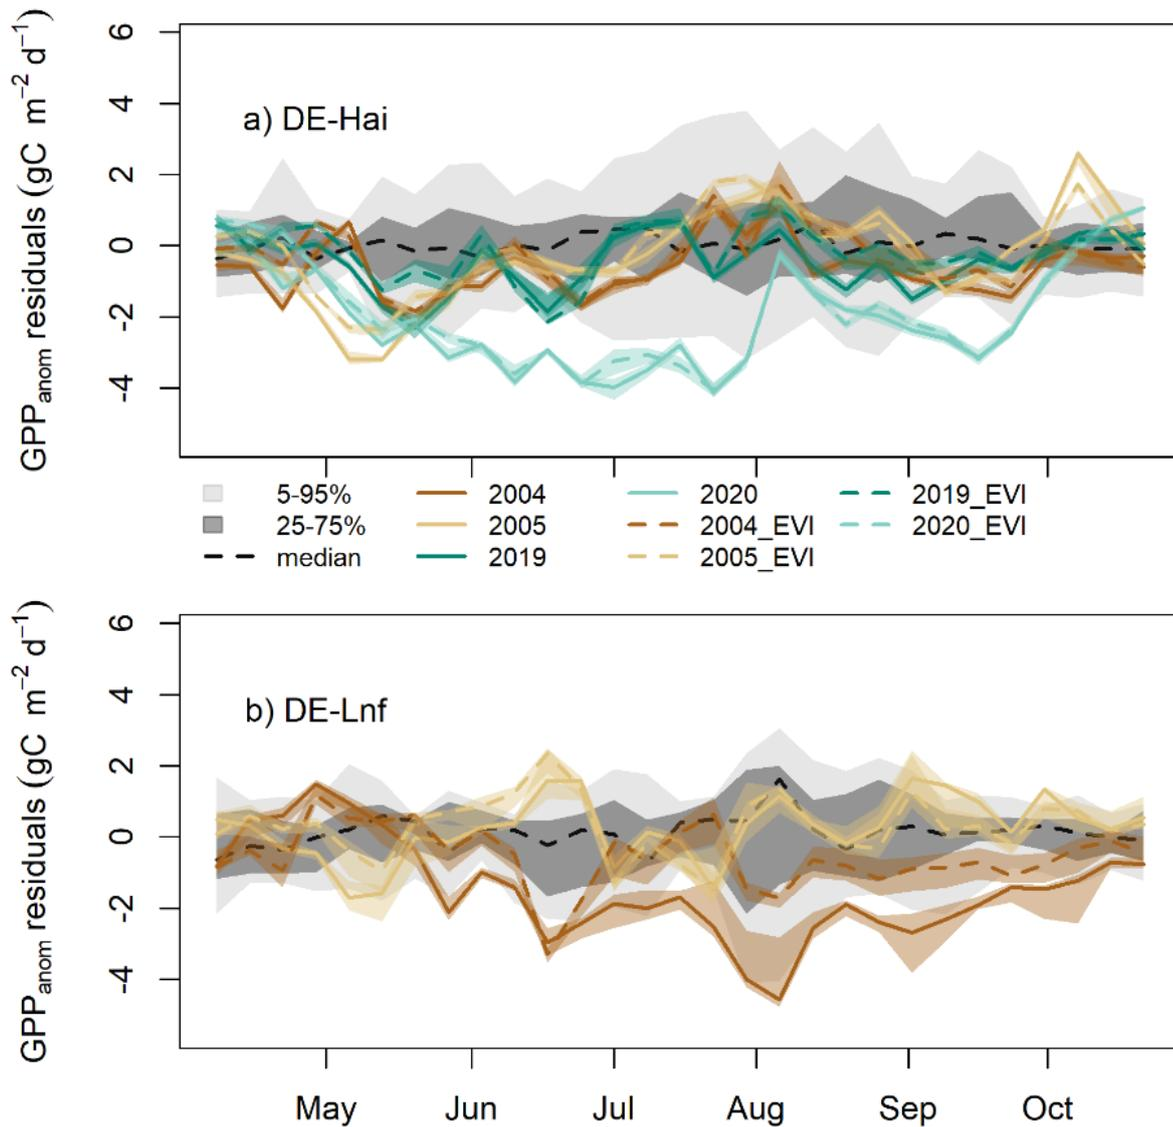 GPPanom residuals (gC m−2 d−1)
6
4
2
0
-2
-4
a) DE-Hai
5-95% 2004 2020 2019_EVI
25-75% 2005 2004_EVI 2020_EVI
median 2019 2005_EVI
GPPanom residuals (gC m−2 d−1)
6
4
2
0
-2
-4
b) DE-Lnf
May Jun Jul Aug Sep Oct